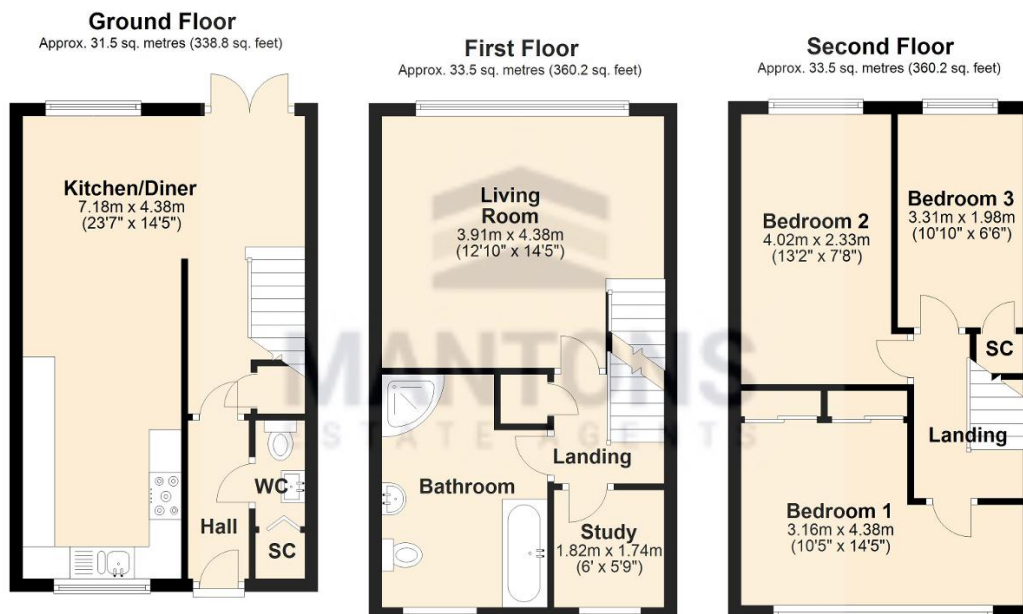 Ground Floor
Approx. 31.5 sq. metres (338.8 sq. feet)
Kitchen/Diner
7.18m x 4.38m
(23'7" x 14'5")
WC
Hall
SC
First Floor
Approx. 33.5 sq. metres (360.2 sq. feet)
Living
Room
3.91m x 4.38m
(12'10" x 14'5")
Landing
Bathroom
Study
1.82m x 1.74m
(6' x 5'9")
Second Floor
Approx. 33.5 sq. metres (360.2 sq. feet)
Bedroom 2
4.02m x 2.33m
(13'2" x 7'8")
Bedroom 3
3.31m x 1.98m
(10'10" x 6'6")
SC
Landing
Bedroom 1
3.16m x 4.38m
(10'5" x 14'5")
MANTONS
ESTATE AGENTS